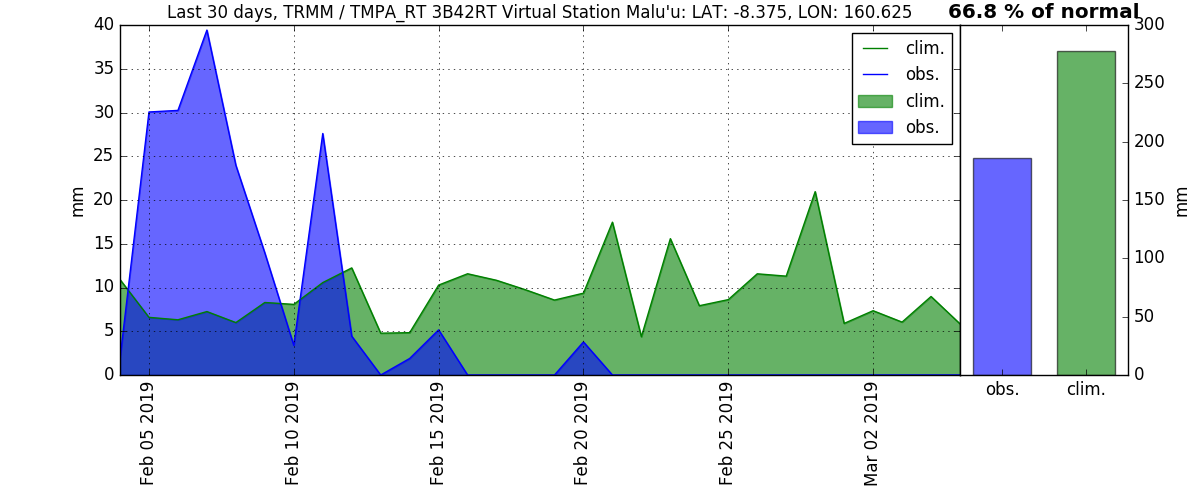 Last 30 days, TRMM / TMPA_RT 3B42RT Virtual Station Malu'u: LAT: -8.375, LON: 160.625
66.8 % of normal
40
35
30
25
20
15
10
5
0
mm
clim.
obs.
clim.
obs.
300
250
200
150
100
50
0
mm
obs. clim.
Feb 05 2019
Feb 10 2019
Feb 15 2019
Feb 20 2019
Feb 25 2019
Mar 02 2019